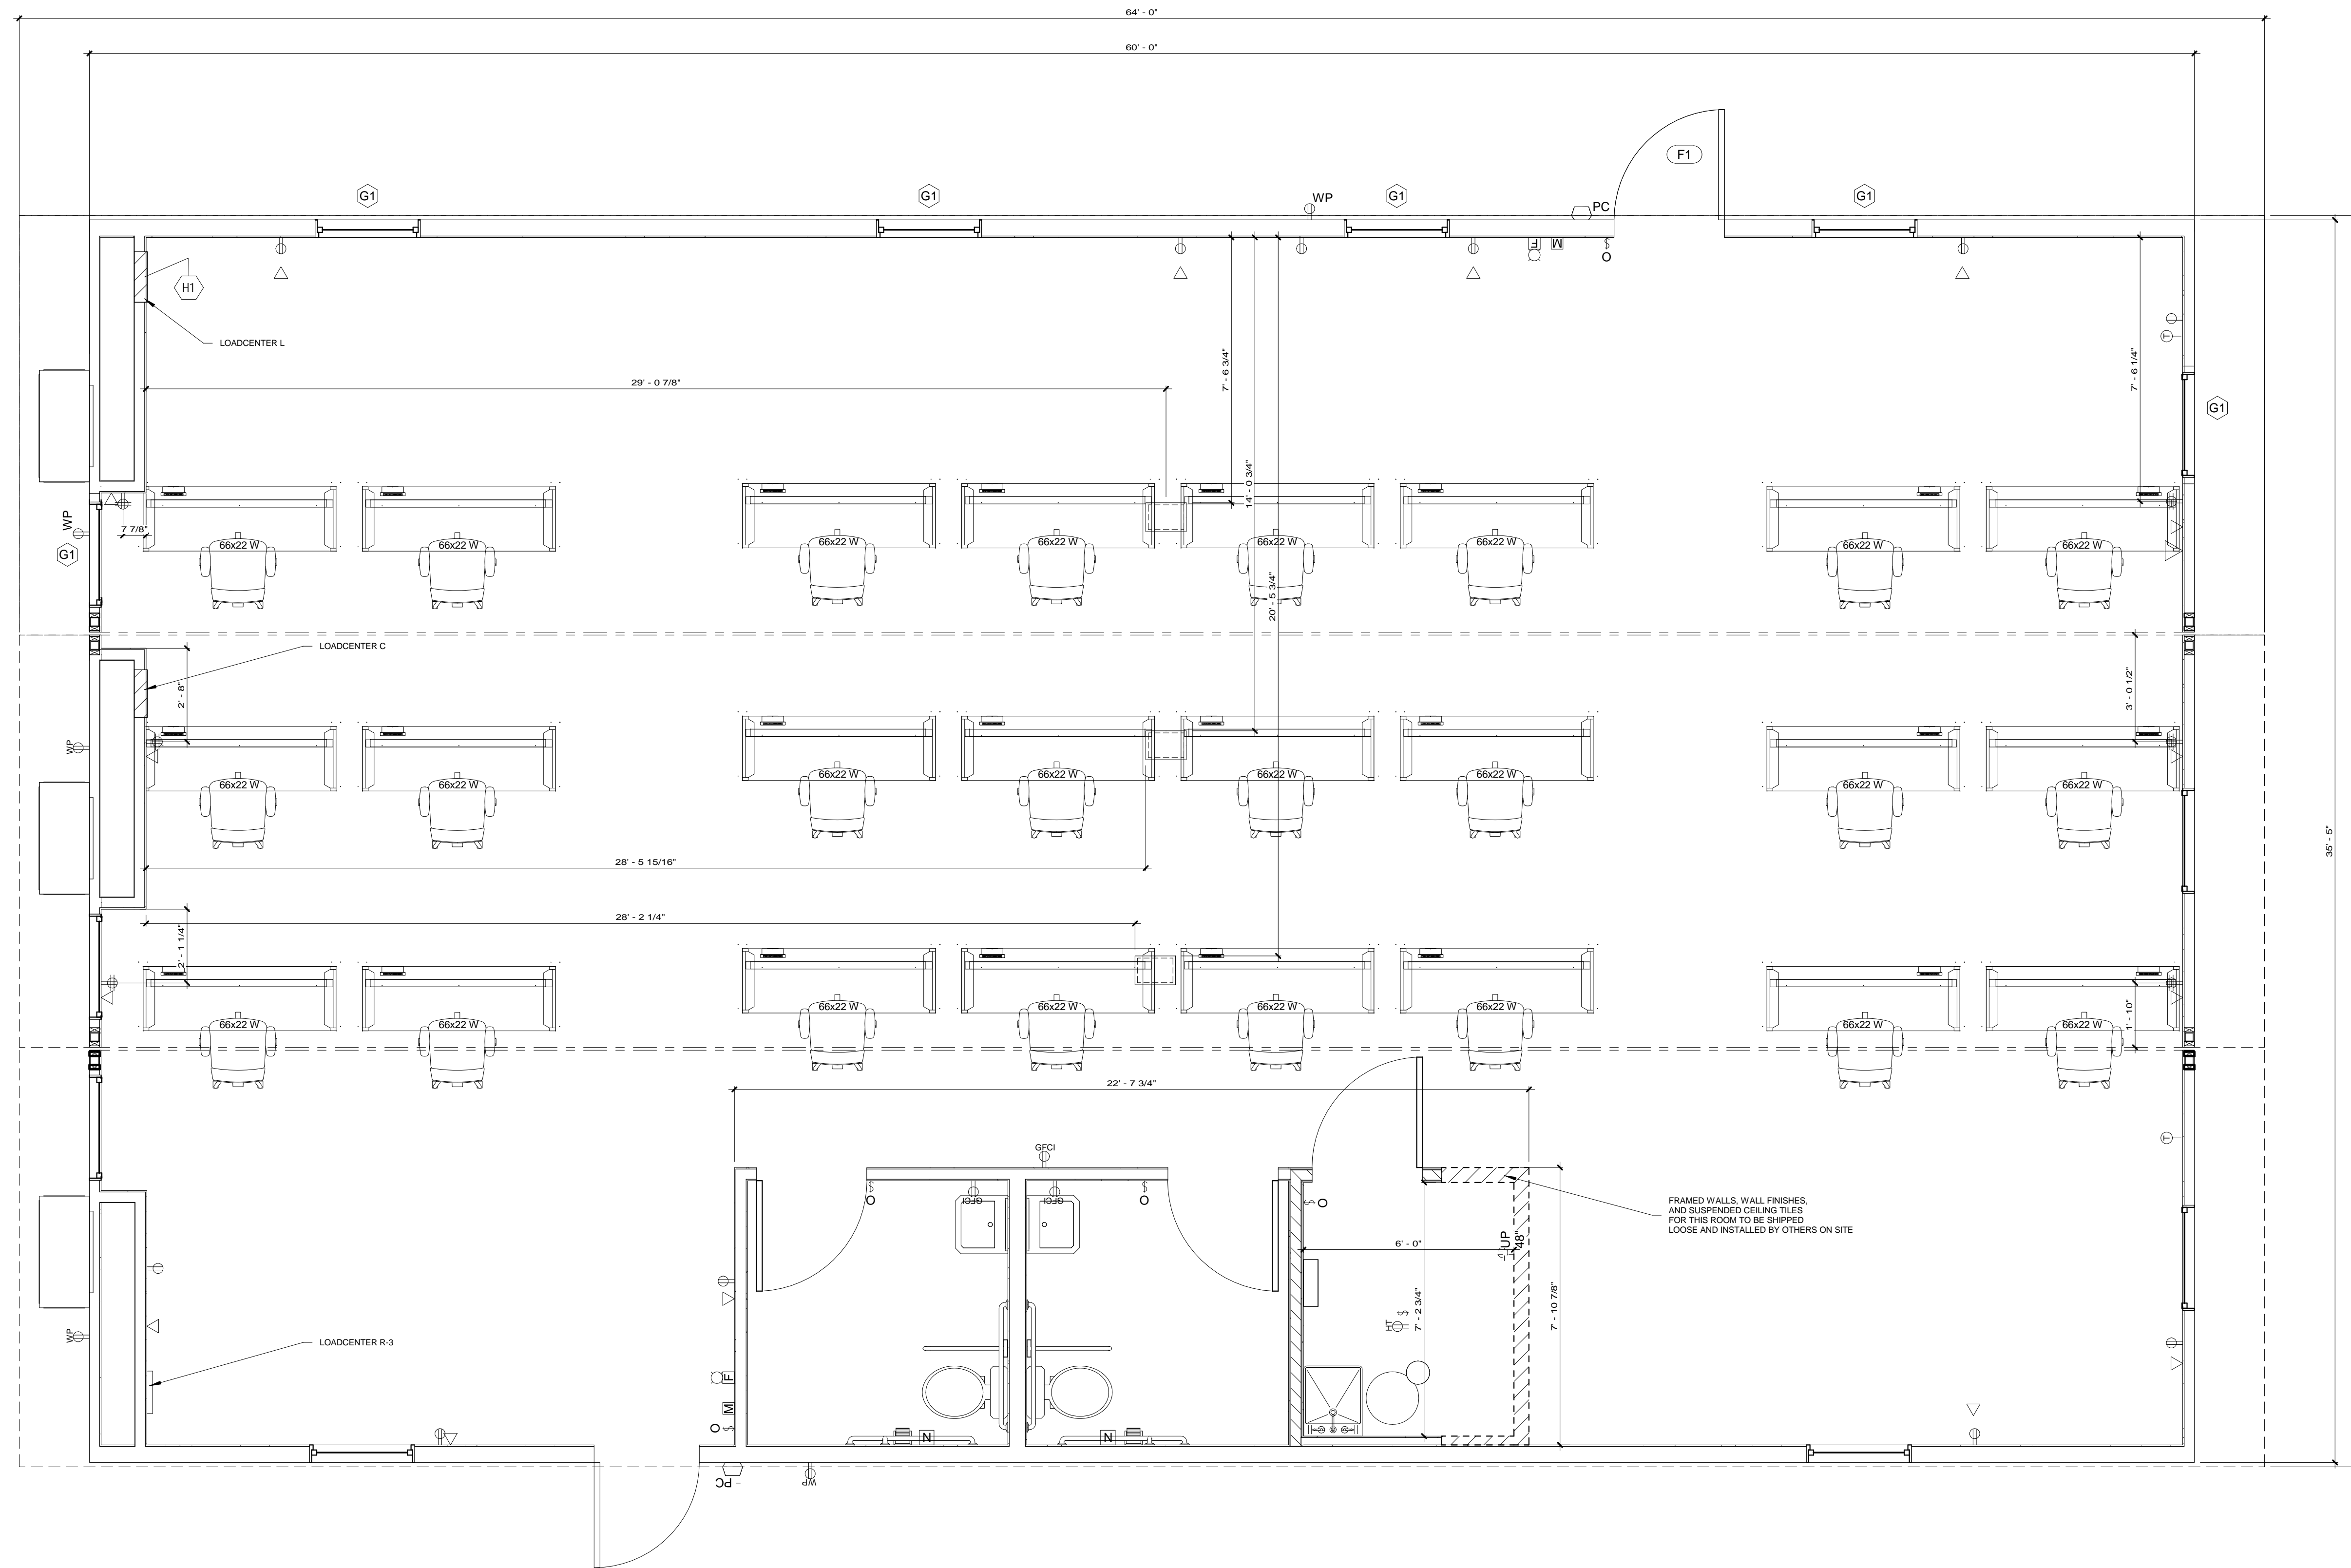 64' - 0"
60' - 0"
F1
G1
G1
G1
G1
WP
PC
F
M
$
O
H1
LOADCENTER L
T
29' - 0 7/8"
7' - 6 3/4"
7' - 6 1/4"
G1
14' - 0 3/4"
WP
G1
7 7/8"
66x22 W
66x22 W
66x22 W
66x22 W
66x22 W
66x22 W
66x22 W
66x22 W
20' - 5 3/4"
LOADCENTER C
2' - 8"
3' - 0 1/2"
WP
66x22 W
66x22 W
66x22 W
66x22 W
66x22 W
66x22 W
66x22 W
66x22 W
35' - 5"
28' - 5 15/16"
28' - 2 1/4"
2' - 1 1/4"
66x22 W
66x22 W
66x22 W
66x22 W
66x22 W
66x22 W
66x22 W
66x22 W
1' - 10"
22' - 7 3/4"
T
GFCI
$
O
GFCI
GFCI
$
O
$ O
FRAMED WALLS, WALL FINISHES,
AND SUSPENDED CEILING TILES
FOR THIS ROOM TO BE SHIPPED
LOOSE AND INSTALLED BY OTHERS ON SITE
6' - 0"
UP
48"
7' - 2 3/4"
7' - 10 7/8"
$
HT
WP
LOADCENTER R-3
F
M
O $
N
N
- PC
WP